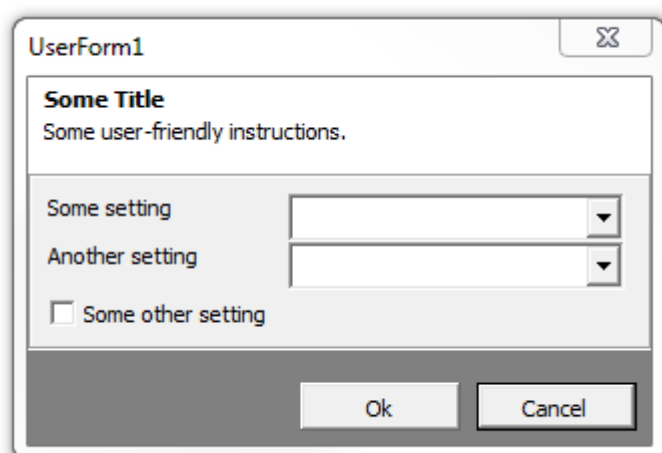 UserForm1
Some Title
Some user-friendly instructions.
Some setting
Another setting
Some other setting
Ok Cancel